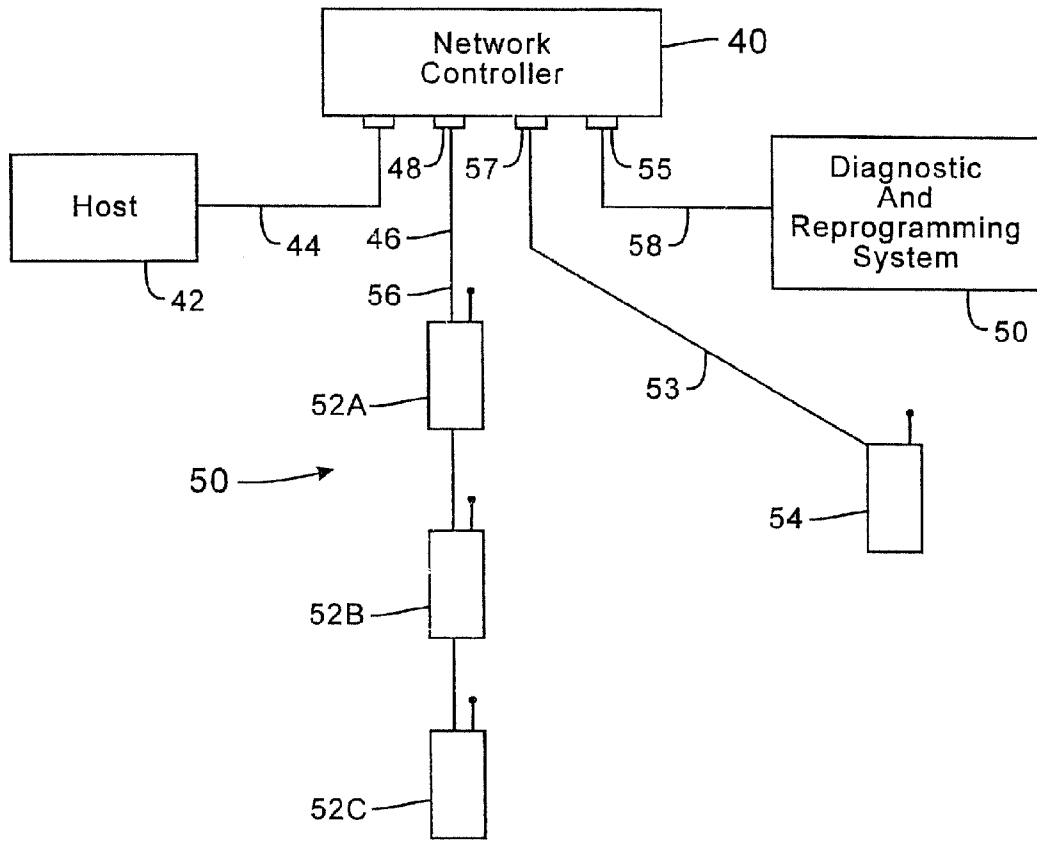 Network
Controller
40
48
57
55
Host
Diagnostic
And
Reprogramming
System
44
46
58
42
56
50
53
52A
50
54
52B
52C